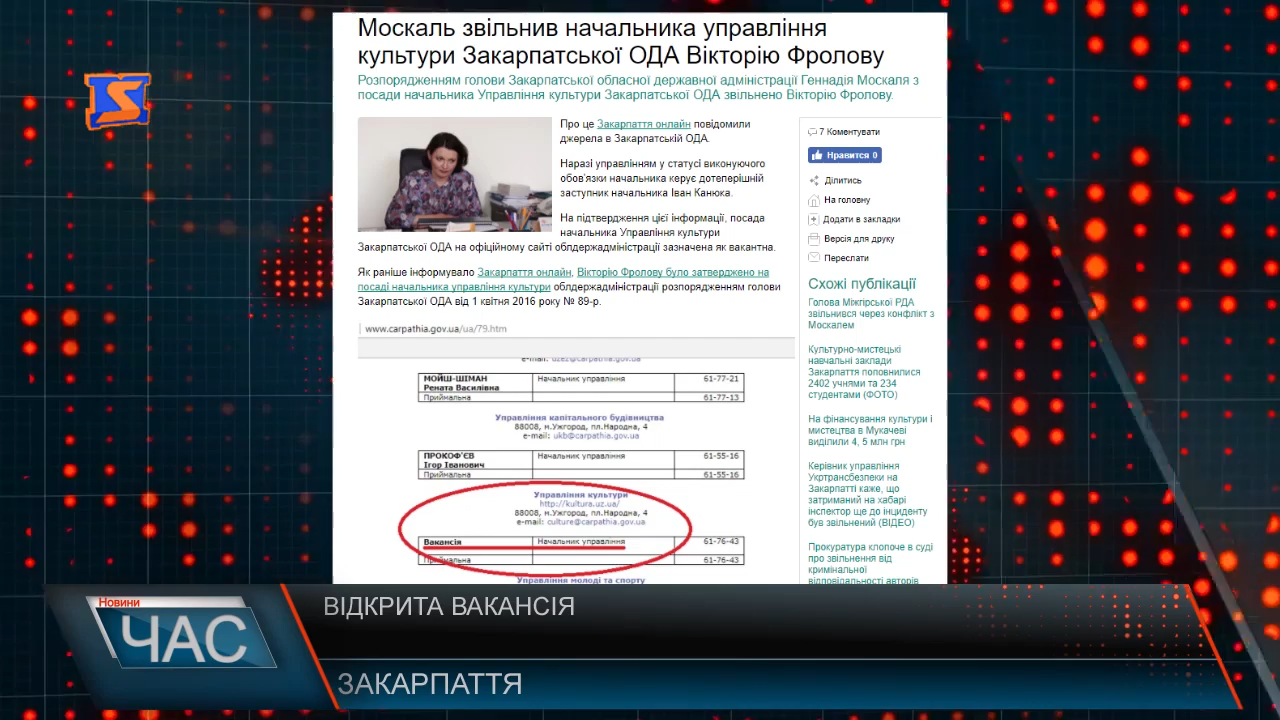 Москаль звільнив начальника управління
культури Закарпатської ОДА Вікторію Фролову
Розпорядженням голови Закарпатської обласної державної адміністрації Геннадія Москаля з
посади начальника Управління культури Закарпатської ОДА звільнено Вікторію Фролову.
Про це Закарпаття онлайн повідомили
джерела в Закарпатській ОДА.
Наразі управлінням у статусі виконуючого
обов'язки начальника керує дотеперішній
заступник начальника Іван Канюка.
На підтвердження цієї інформації, посада
начальника Управління культури
Закарпатської ОДА на офіційному сайті облдержадміністрації зазначена як вакантна.
Як раніше інформувало Закарпаття онлайн, Вікторію Фролову було затверджено на
посаді начальника управління культури облдержадміністрації розпорядженням голови
Закарпатської ОДА від 1 квітня 2016 року № 89-р.
www.carpathia.gov.ua/ua/79.htm
e-mail: uzez@carpathia.gov.ua
МОЙШ-ШІМАН Начальник управління 61-77-21
Рената Василівна
Приймальна 61-77-13
Управління капітального будівництва
88008, м.Ужгород, пл.Народна, 4
e-mail: ukb@carpathia.gov.ua
ПРОКОФ'ЄВ Начальник управління 61-55-16
Ігор Іванович
Приймальна 61-55-16
Управління культури
http://kultura.uz.ua/
88008, м.Ужгород, пл.Народна, 4
e-mail: culture@carpathia.gov.ua
Вакансія Начальник управління 61-76-43
Приймальна 61-76-43
Управління молоді та спорту
7 Коментувати
Нравится 0
Ділитись
На головну
Додати в закладки
Версія для друку
Переслати
Схожі публікації
Голова Міжгірської РДА
звільнився через конфлікт з
Москалем
Культурно-мистецькі
навчальні заклади
Закарпаття поповнилися
2402 учнями та 234
студентами (ФОТО)
На фінансування культури і
мистецтва в Мукачеві
виділили 4, 5 млн грн
Керівник управління
Укртрансбезпеки на
Закарпатті каже, що
затриманий на хабарі
інспектор ще до інциденту
був звільнений (ВІДЕО)
Прокуратура клопоче в суді
про звільнення від
кримінальної
відповідальності авторів
Новини
ЧАС
ВІДКРИТА ВАКАНСІЯ
ЗАКАРПАТТЯ